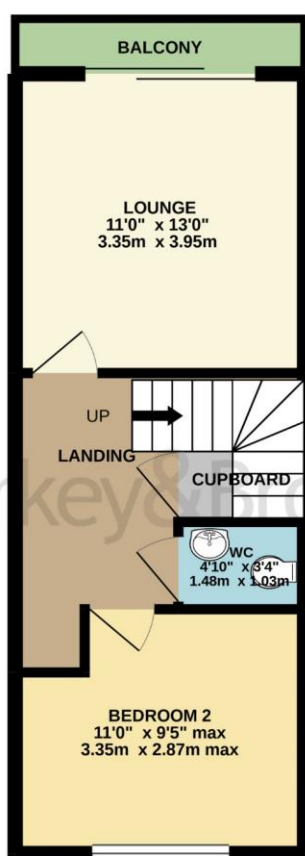 BALCONY
LOUNGE
11'0" x 13'0"
3.35m x 3.95m
UP
LANDING
CUPBOARD
WC
4'10" x 3'4"
1.48m x 1.03m
BEDROOM 2
11'0" x 9'5" max
3.35m x 2.87m max